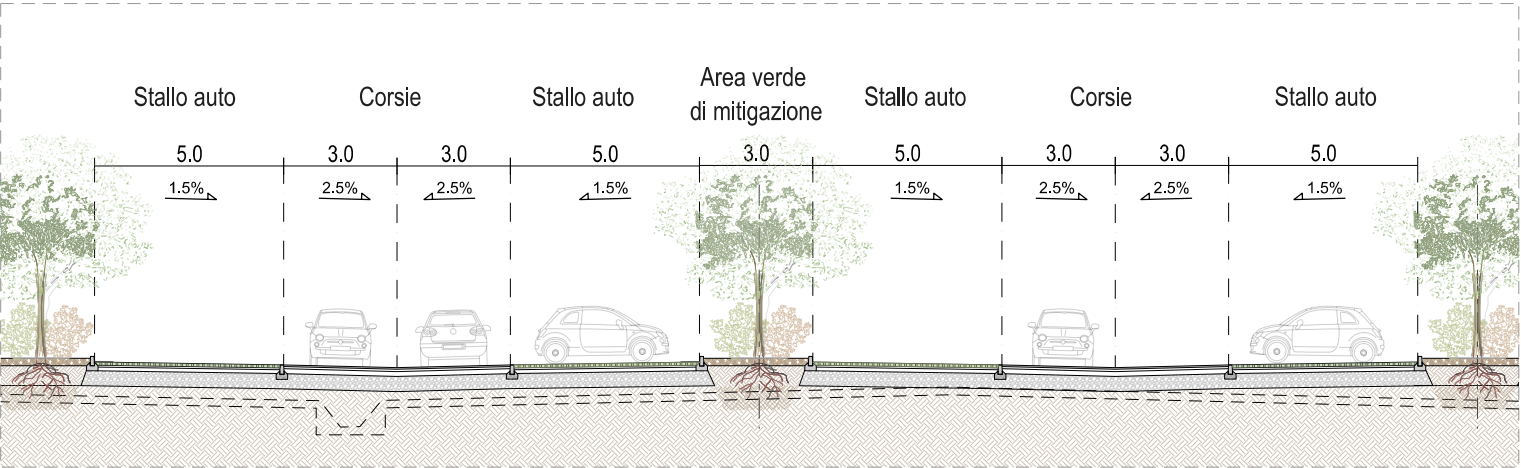 Area verde
Stallo auto Corsie Stallo auto di mitigazione Stallo auto Corsie Stallo auto
5.0 3.0 3.0 5.0 3.0 5.0 3.0 3.0 5.0
1.5% 2.5% 2.5% 1.5% 1.5% 2.5% 2.5% 1.5%